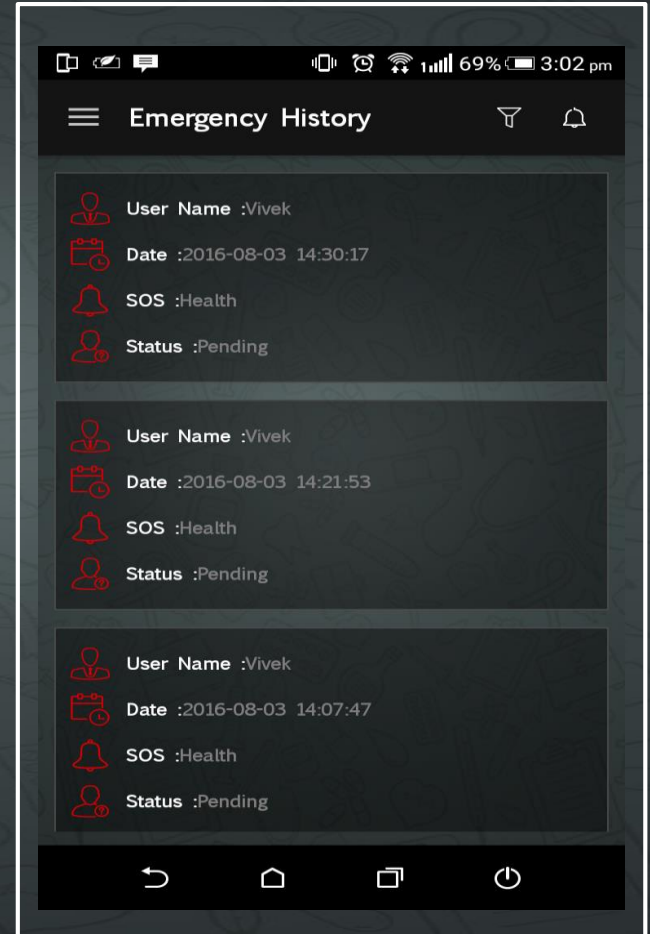 69% 3:02 pm
Emergency History
User Name :Vivek
Date :2016-08-03 14:30:17
SOS :Health
Status :Pending
User Name :Vivek
Date :2016-08-03 14:21:53
SOS :Health
Status :Pending
User Name :Vivek
Date :2016-08-03 14:07:47
SOS :Health
Status :Pending